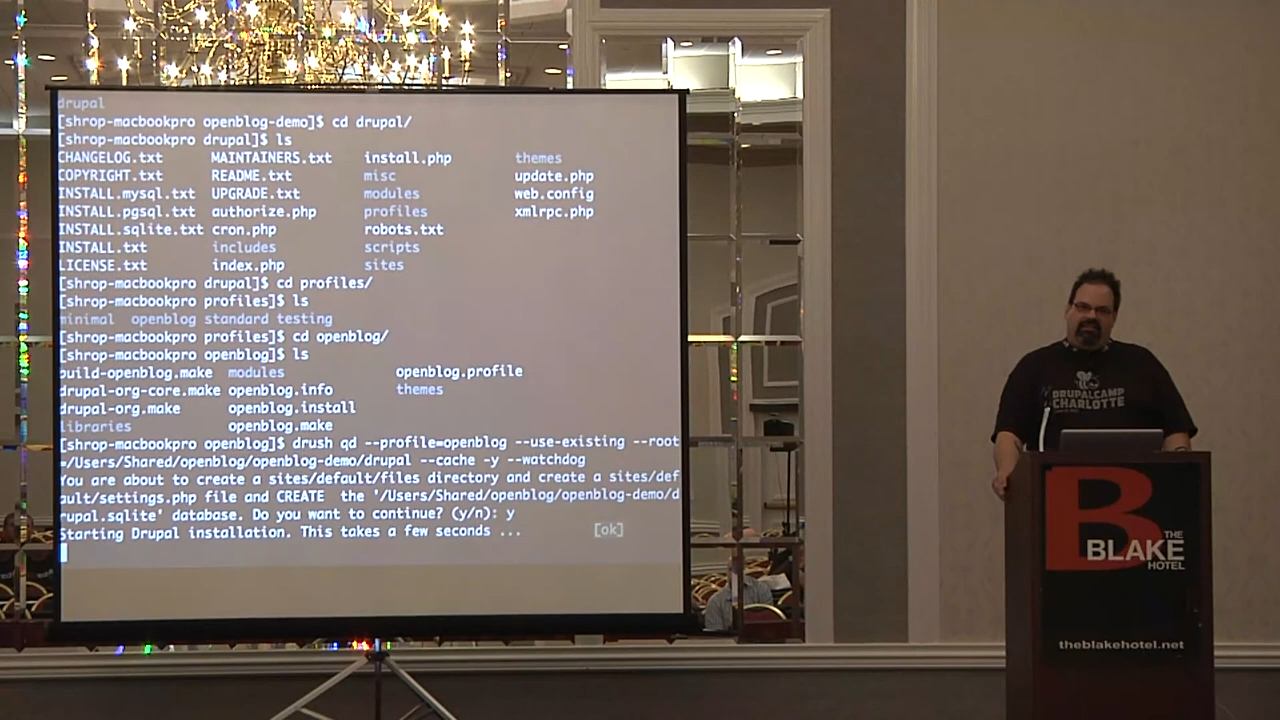 drupal
[shrop-macbookpro openblog-demo]$ cd drupal/
[shrop-macbookpro drupal]$ ls
CHANGELOG.txt MAINTAINERS.txt install.php themes
COPYRIGHT.txt README.txt misc update.php
INSTALL.mysql.txt UPGRADE.txt modules web.config
INSTALL.pgsql.txt authorize.php profiles xmlrpc.php
INSTALL.sqlite.txt cron.php robots.txt
INSTALL.txt includes scripts
LICENSE.txt index.php sites
[shrop-macbookpro drupal]$ cd profiles/
[shrop-macbookpro profiles]$ ls
minimal openblog standard testing
[shrop-macbookpro profiles]$ cd openblog/
[shrop-macbookpro openblog]$ ls
build-openblog.make modules openblog.profile
drupal-org-core.make openblog.info themes
drupal-org.make openblog.install
libraries openblog.make
[shrop-macbookpro openblog]$ drush qd --profile=openblog --use-existing --root
=/Users/Shared/openblog/openblog-demo/drupal --cache -y --watchdog
You are about to create a sites/default/files directory and create a sites/def
ault/settings.php file and CREATE the '/Users/Shared/openblog/openblog-demo/d
rupal.sqlite' database. Do you want to continue? (y/n): y
Starting Drupal installation. This takes a few seconds ... [ok]
DRUPALCAMP
CHARLOTTE
B
THE
BLAKE
HOTEL
theblakehotel.net